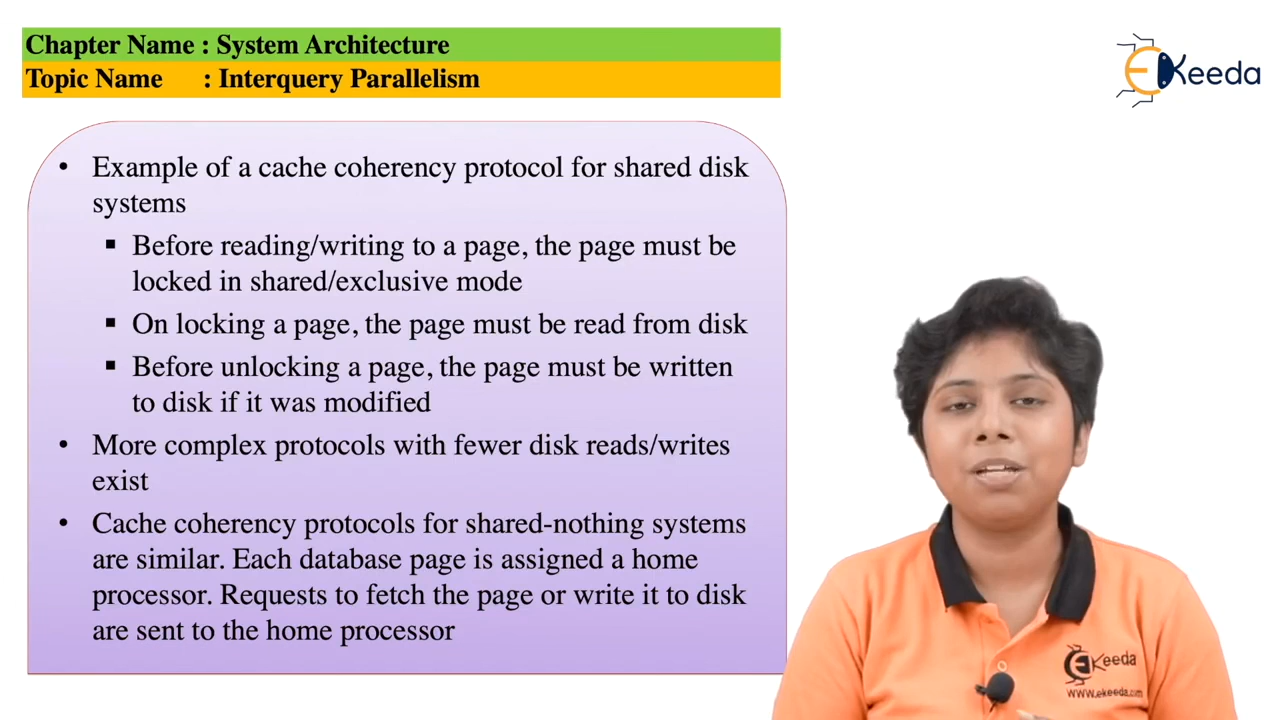 Chapter Name : System Architecture
Topic Name : Interquery Parallelism
EKeeda
• Example of a cache coherency protocol for shared disk
systems
▪ Before reading/writing to a page, the page must be
locked in shared/exclusive mode
▪ On locking a page, the page must be read from disk
▪ Before unlocking a page, the page must be written
to disk if it was modified
• More complex protocols with fewer disk reads/writes
exist
• Cache coherency protocols for shared-nothing systems
are similar. Each database page is assigned a home
processor. Requests to fetch the page or write it to disk
are sent to the home processor
EKeeda
www.ekeeda.com